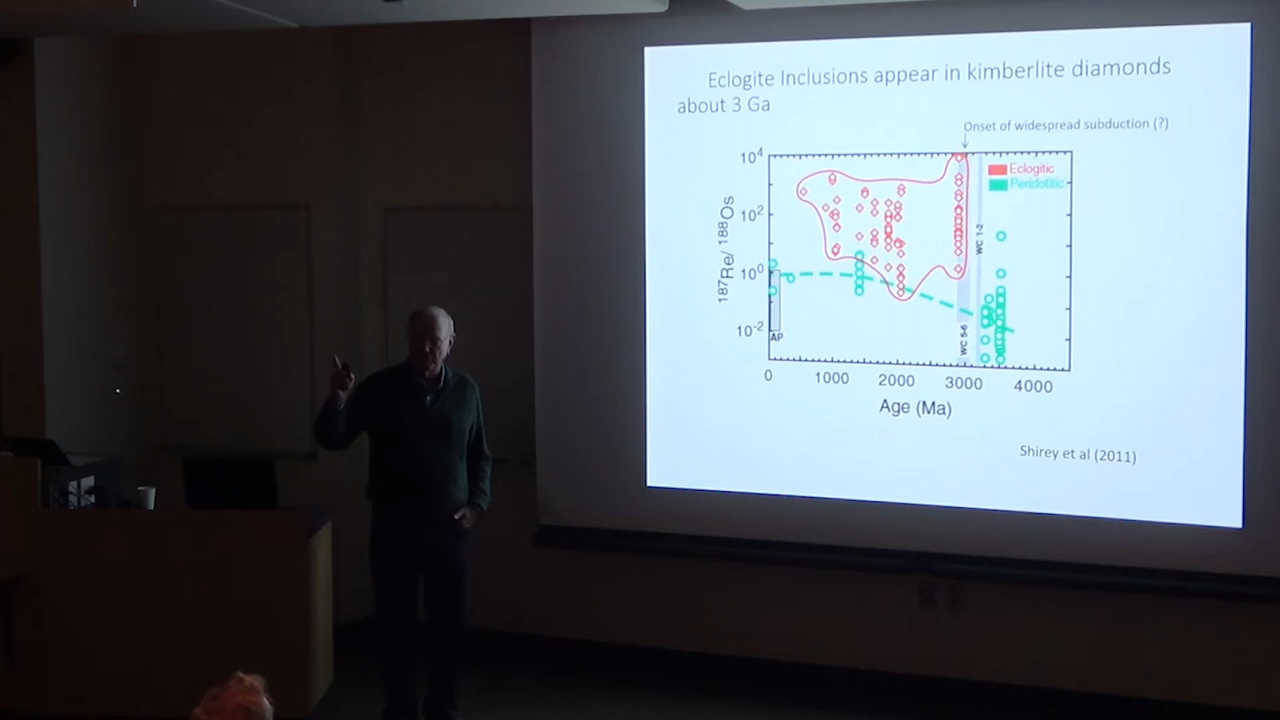 Eclogite Inclusions appear in kimberlite diamonds
about 3 Ga
Onset of widespread subduction (?)
10⁴
10²
10⁰
10⁻²
¹⁸⁷Re/ ¹⁸⁸Os
Eclogitic
Peridotitic
WC 1-2
WC 5-6
AP
0
1000
2000
3000
4000
Age (Ma)
Shirey et al (2011)